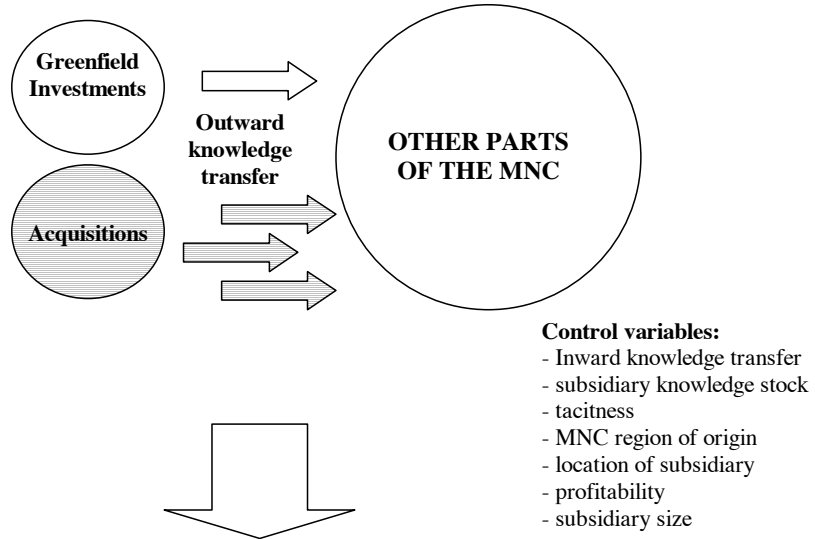 Greenfield
Investments
Outward
knowledge
transfer
Acquisitions
OTHER PARTS
OF THE MNC
Control variables:
- Inward knowledge transfer
- subsidiary knowledge stock
- tacitness
- MNC region of origin
- location of subsidiary
- profitability
- subsidiary size